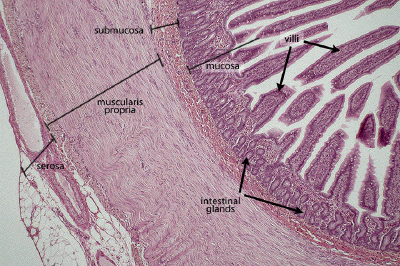 submucosa
villi
mucosa
muscularis
propria
serosa
intestinal
glands